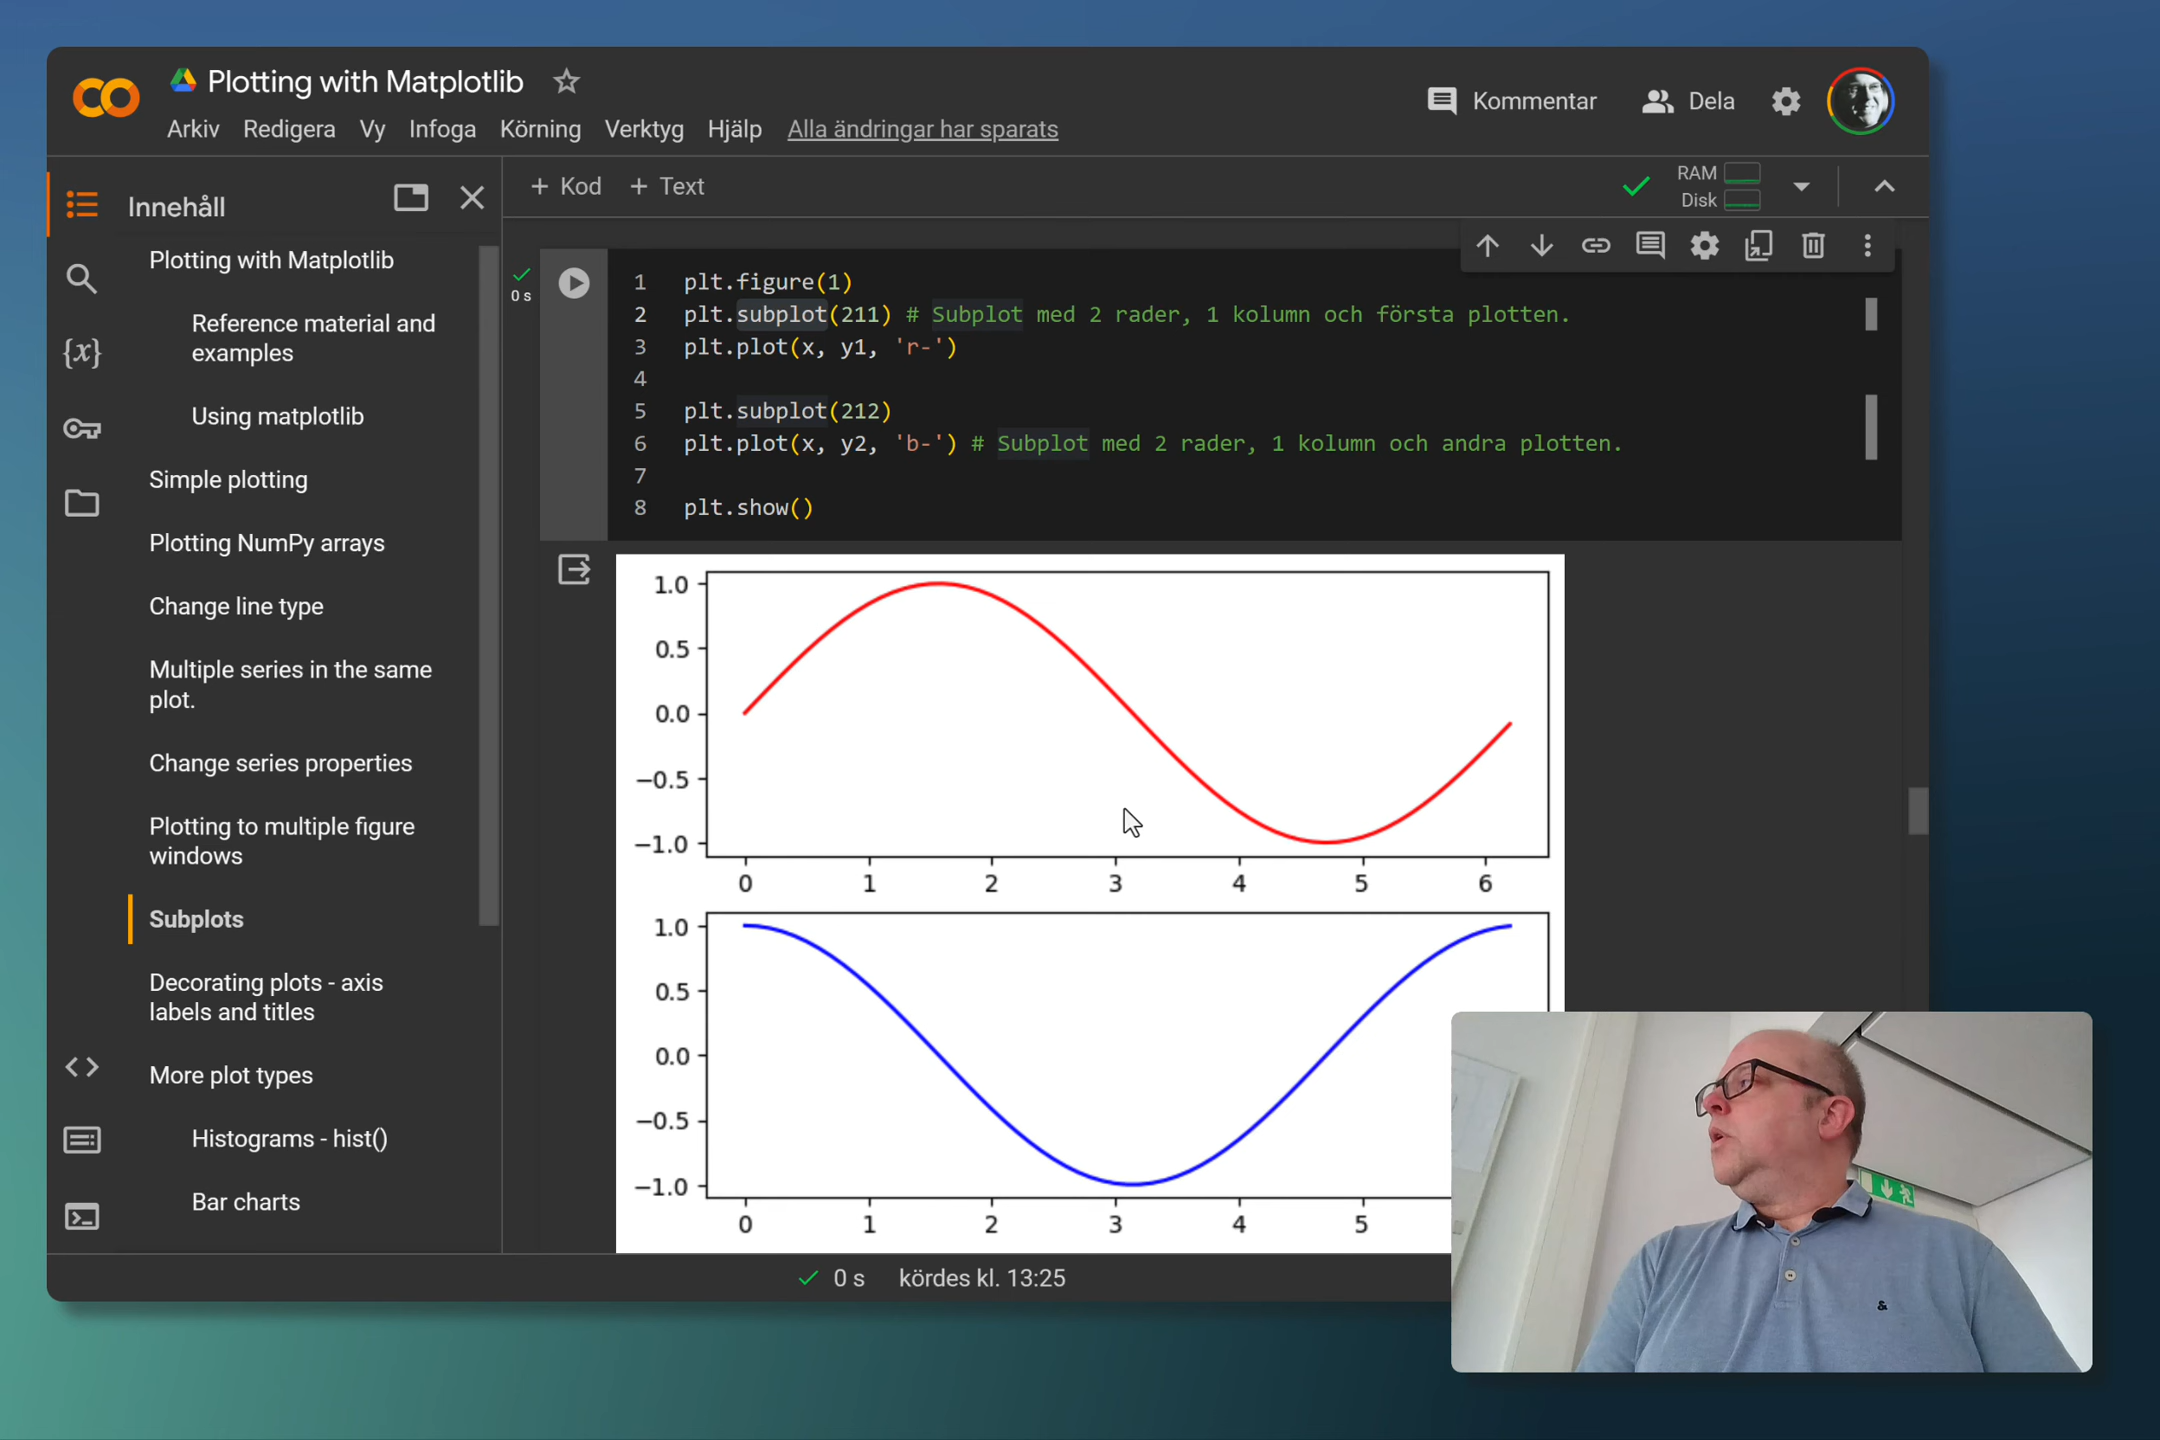 Plotting with Matplotlib
Kommentar
Dela
Arkiv Redigera Vy Infoga Körning Verktyg Hjälp Alla ändringar har sparats
+ Kod + Text
RAM
Disk
Innehåll
Plotting with Matplotlib
Reference material and
examples
Using matplotlib
Simple plotting
Plotting NumPy arrays
Change line type
Multiple series in the same
plot.
Change series properties
Plotting to multiple figure
windows
Subplots
Decorating plots - axis
labels and titles
More plot types
Histograms - hist()
Bar charts
0 s
1 plt.figure(1)
2 plt.subplot(211) # Subplot med 2 rader, 1 kolumn och första plotten.
3 plt.plot(x, y1, 'r-')
4
5 plt.subplot(212)
6 plt.plot(x, y2, 'b-') # Subplot med 2 rader, 1 kolumn och andra plotten.
7
8 plt.show()
1.0
0.5
0.0
−0.5
−1.0
0 1 2 3 4 5 6
1.0
0.5
0.0
−0.5
−1.0
0 1 2 3 4 5
0 s kördes kl. 13:25
&